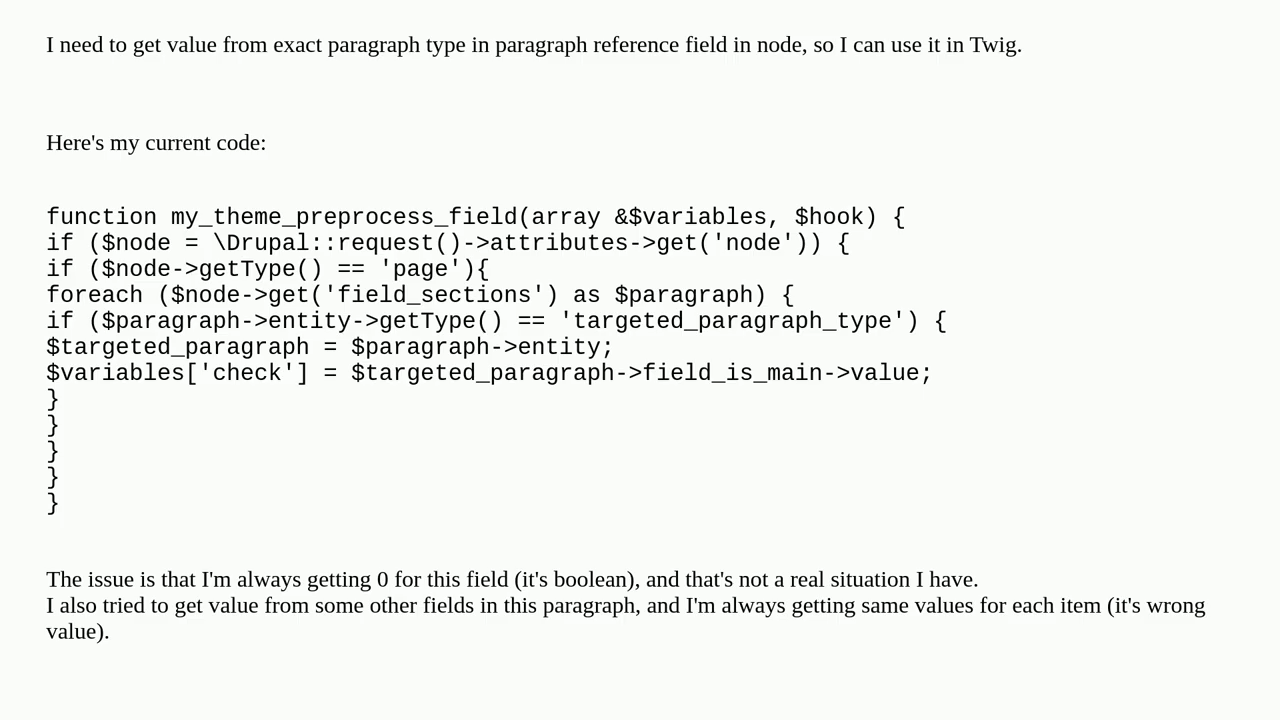 I need to get value from exact paragraph type in paragraph reference field in node, so I can use it in Twig.
Here's my current code:
function my_theme_preprocess_field(array &$variables, $hook) {
if ($node = \Drupal::request()->attributes->get('node')) {
if ($node->getType() == 'page'){
foreach ($node->get('field_sections') as $paragraph) {
if ($paragraph->entity->getType() == 'targeted_paragraph_type') {
$targeted_paragraph = $paragraph->entity;
$variables['check'] = $targeted_paragraph->field_is_main->value;
}
}
}
}
}
The issue is that I'm always getting 0 for this field (it's boolean), and that's not a real situation I have.
I also tried to get value from some other fields in this paragraph, and I'm always getting same values for each item (it's wrong
value).